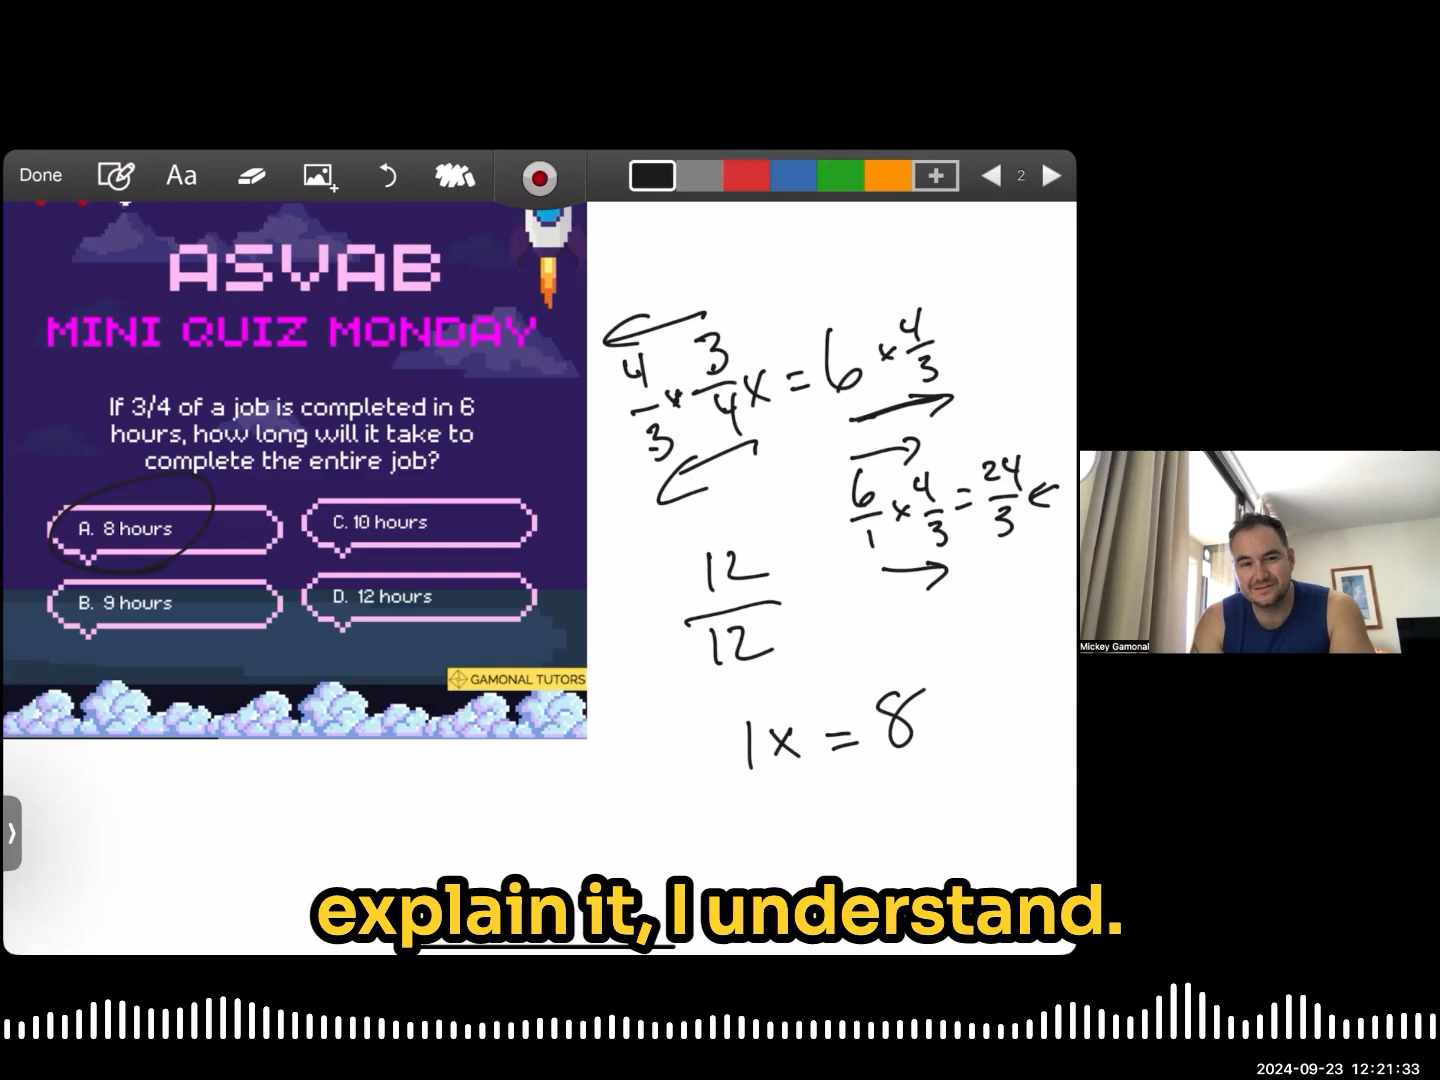 Done
Aa
2
ASVAB
MINI QUIZ MONDAY
If 3/4 of a job is completed in 6
hours, how long will it take to
complete the entire job?
A. 8 hours
C. 10 hours
B. 9 hours
D. 12 hours
GAMONAL TUTORS
4/3 × 3/4 x = 6 × 4/3
6/1 × 4/3 = 24/3
12
12
1x = 8
Mickey Gamonal
explain it, I understand.
2024-09-23 12:21:33